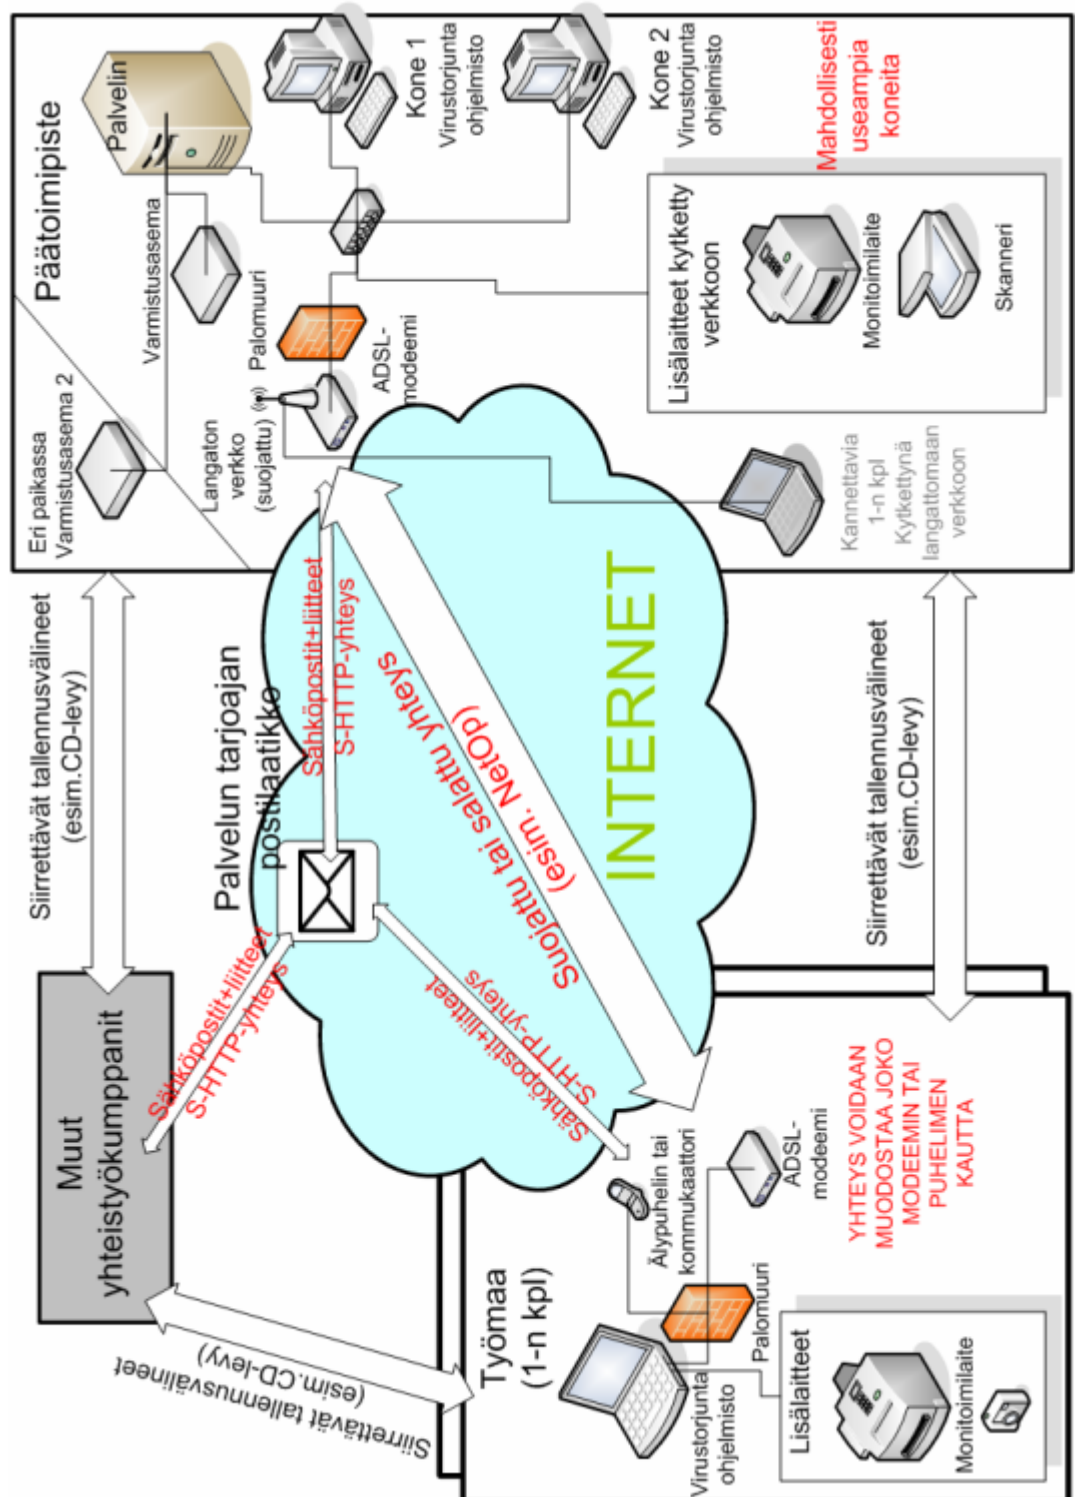 Muut
yhteistyökumppanit
Siirrettävät tallennusvälineet
(esim.CD-levy)
Eri paikassa
Varmistusasema 2
Päätoimipiste
Varmistusasema
Palvelin
Langaton
verkko
(suojattu)
Palomuuri
ADSL-
modeemi
Kone 1
Virustorjunta
ohjelmisto
Kone 2
Virustorjunta
ohjelmisto
Mahdollisesti
useampia
koneita
Lisälaitteet kytketty
verkkoon
Monitoimilaite
Skanneri
Kannettavia
1-n kpl
Kytkettynä
langattomaan
verkkoon
Palvelun tarjoajan
postilaatikko
Sähköpostit+liitteet
S-HTTP-yhteys
Sähköpostit+liitteet
S-HTTP-yhteys
Sähköpostit+liitteet
S-HTTP-yhteys
Suojattu tai salattu yhteys
(esim. NetOp)
INTERNET
Siirrettävät tallennusvälineet
(esim.CD-levy)
Siirrettävät tallennusvälineet
(esim.CD-levy)
Työmaa
(1-n kpl)
Älypuhelin tai
kommukaattori
ADSL-
modeemi
Palomuuri
Virustorjunta
ohjelmisto
YHTEYS VOIDAAN
MUODOSTAA JOKO
MODEEMIN TAI
PUHELIMEN
KAUTTA
Lisälaitteet
Monitoimilaite